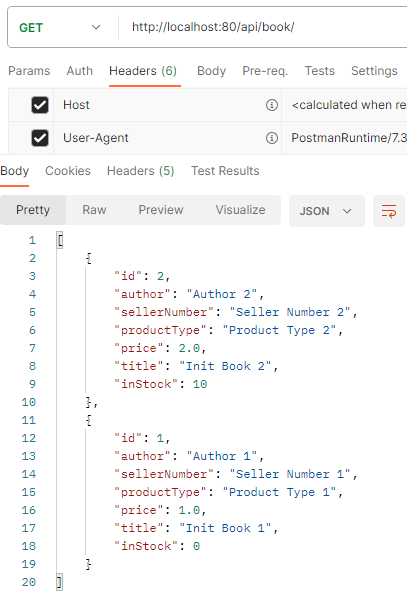 GET http://localhost:80/api/book/
Params Auth Headers (6) Body Pre-req. Tests Settings
Host <calculated when re
User-Agent PostmanRuntime/7.3
Body Cookies Headers (5) Test Results
Pretty Raw Preview Visualize JSON
1 [
2 {
3 "id": 2,
4 "author": "Author 2",
5 "sellerNumber": "Seller Number 2",
6 "productType": "Product Type 2",
7 "price": 2.0,
8 "title": "Init Book 2",
9 "inStock": 10
10 },
11 {
12 "id": 1,
13 "author": "Author 1",
14 "sellerNumber": "Seller Number 1",
15 "productType": "Product Type 1",
16 "price": 1.0,
17 "title": "Init Book 1",
18 "inStock": 0
19 }
20 ]